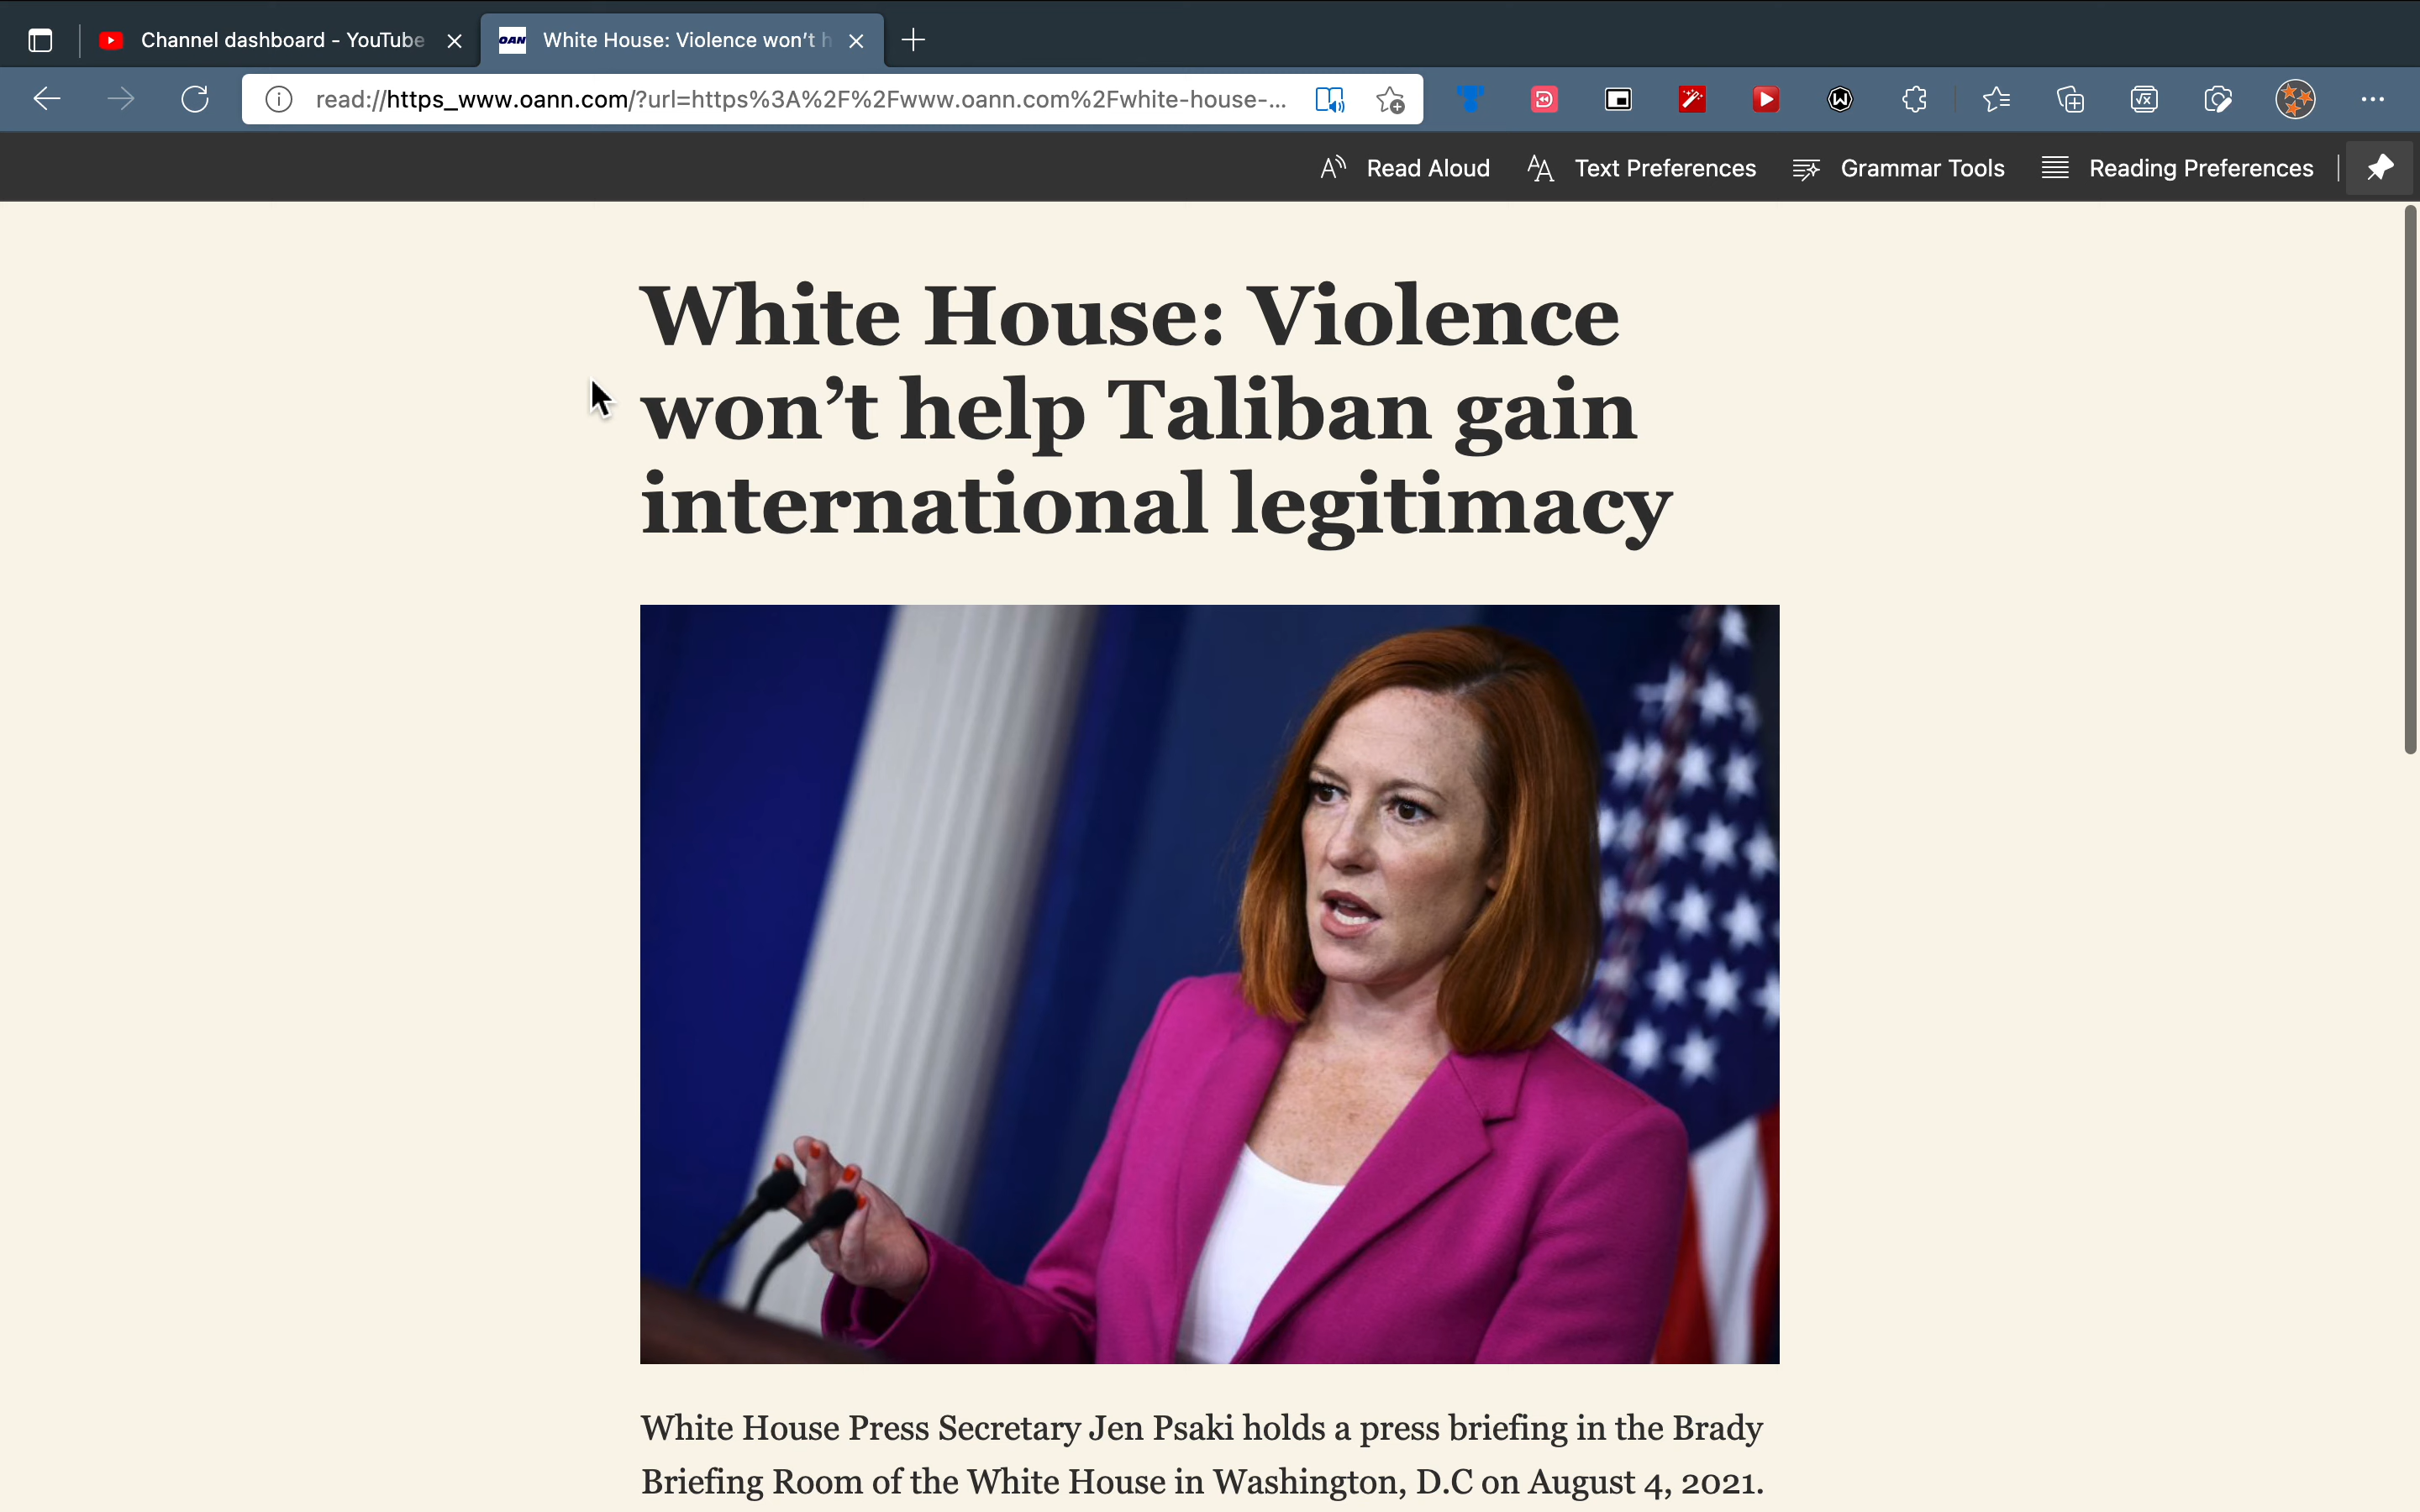 Channel dashboard - YouTube
OAN White House: Violence won't h
read://https_www.oann.com/?url=https%3A%2F%2Fwww.oann.com%2Fwhite-house-...
Read Aloud Text Preferences Grammar Tools Reading Preferences
White House: Violence
won’t help Taliban gain
international legitimacy
White House Press Secretary Jen Psaki holds a press briefing in the Brady
Briefing Room of the White House in Washington, D.C on August 4, 2021.